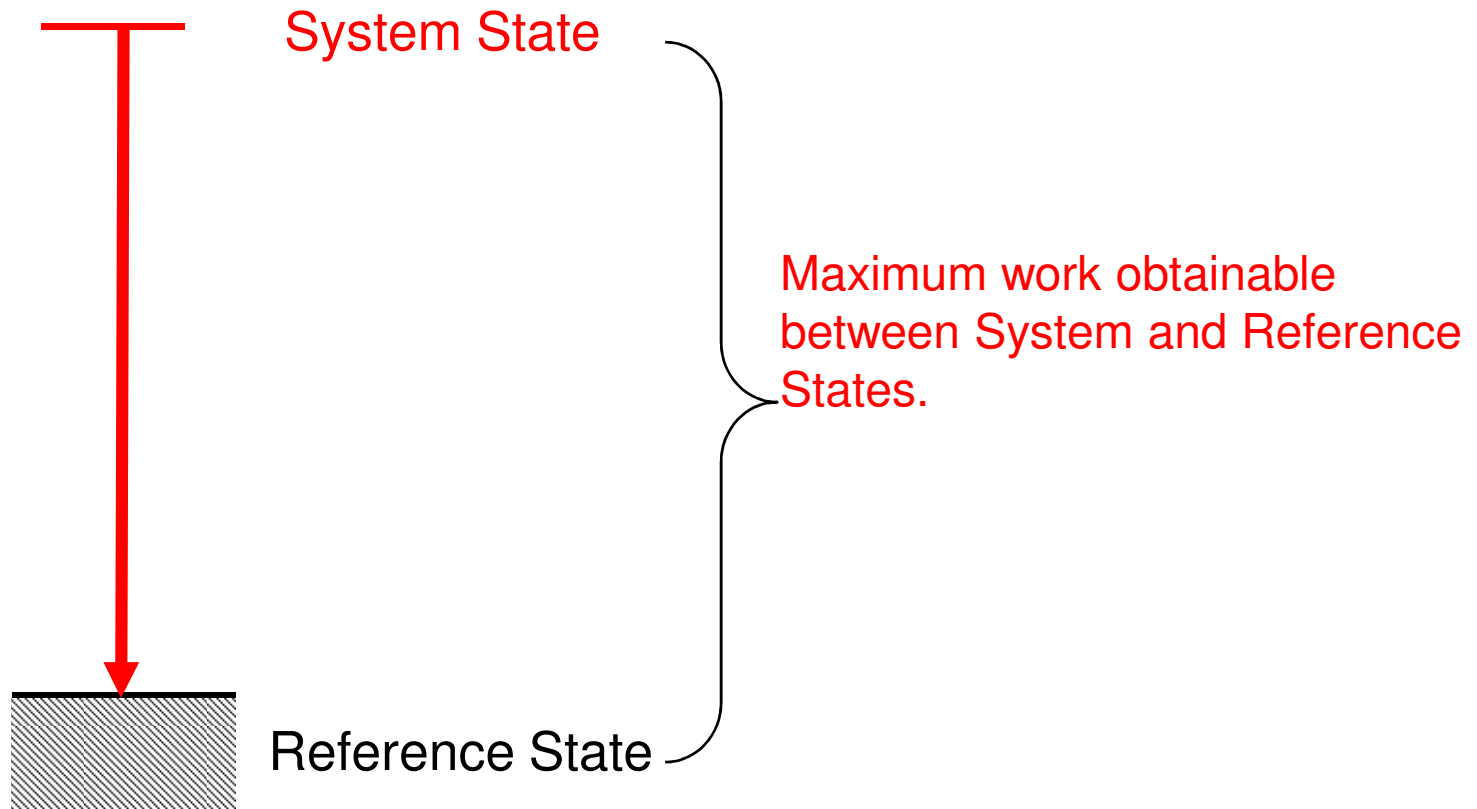 System State
Maximum work obtainable
between System and Reference
States.
Reference State